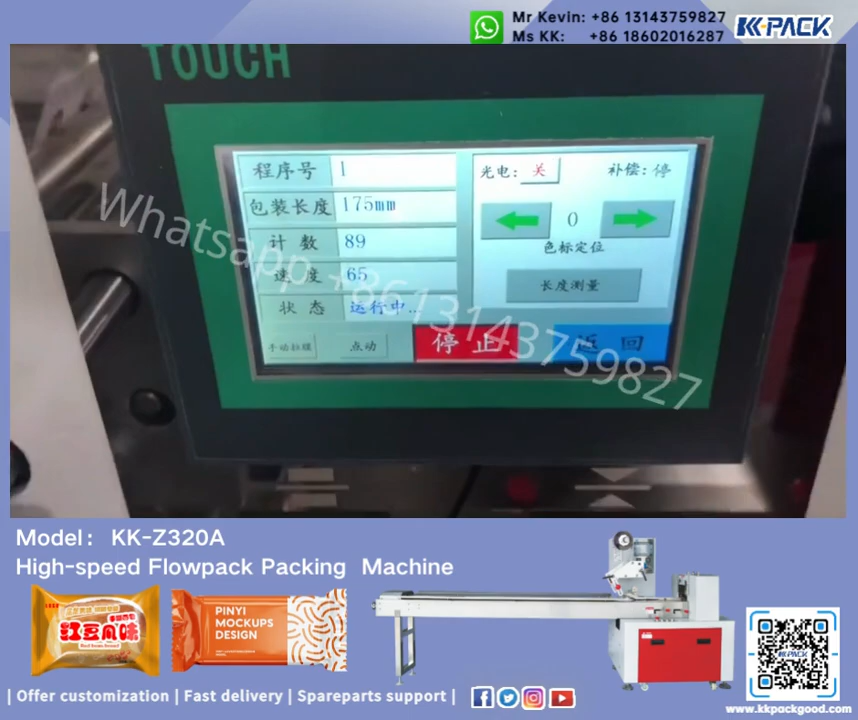 Mr Kevin: +86 13143759827
Ms KK: +86 18602016287
KK-PACK
TOUCH
程序号 1
包装长度 175mm
计数 89
速度 65
状态 运行中...
手动拉膜 点动
光电: 关 补偿: 停
0
色标定位
长度测量
停止 返回
Whatsapp +8613143759827
Model: KK-Z320A
High-speed Flowpack Packing Machine
红豆风味
PINYI
MOCKUPS
DESIGN
KK-PACK
| Offer customization | Fast delivery | Spareparts support |
www.kkpackgood.com